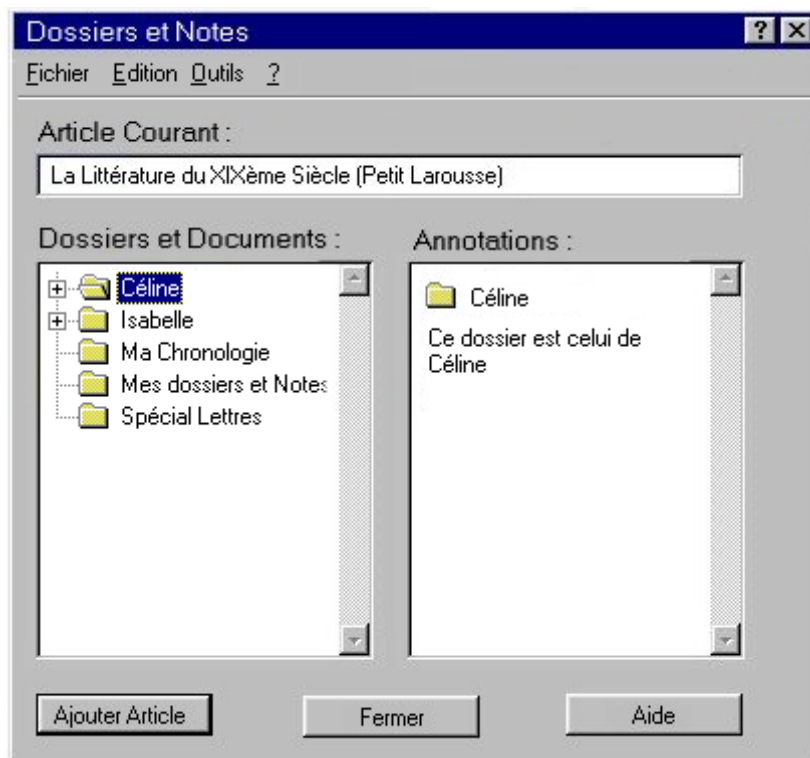 Dossiers et Notes
Fichier Edition Outils ?
Article Courant :
La Littérature du XIXème Siècle (Petit Larousse)
Dossiers et Documents :
Céline
Isabelle
Ma Chronologie
Mes dossiers et Notes
Spécial Lettres
Annotations :
Céline
Ce dossier est celui de
Céline
Ajouter Article
Fermer
Aide